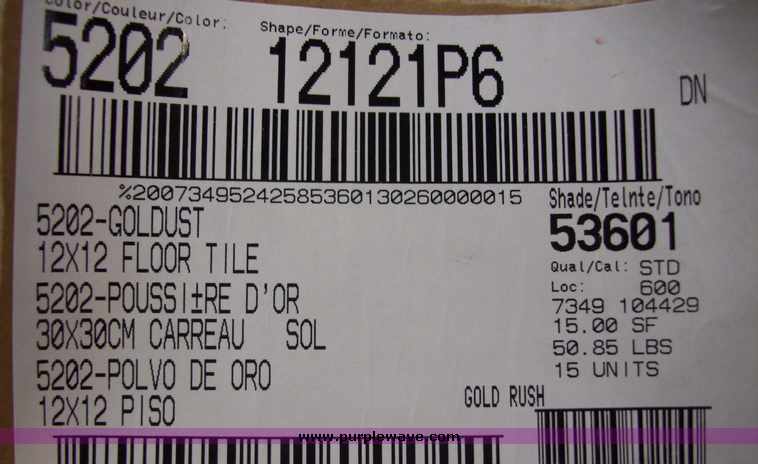 Color/Couleur/Color: Shape/Forme/Formato:
5202 12121P6 DN
%200734952425853601302600000015
5202-GOLDUST
12X12 FLOOR TILE
5202-POUSSI±RE D'OR
30X30CM CARREAU SOL
5202-POLVO DE ORO
12X12 PISO
Shade/Telnte/Tono
53601
Qual/Cal: STD
Loc: 600
7349 104429
15.00 SF
50.85 LBS
15 UNITS
GOLD RUSH
www.purplewave.com